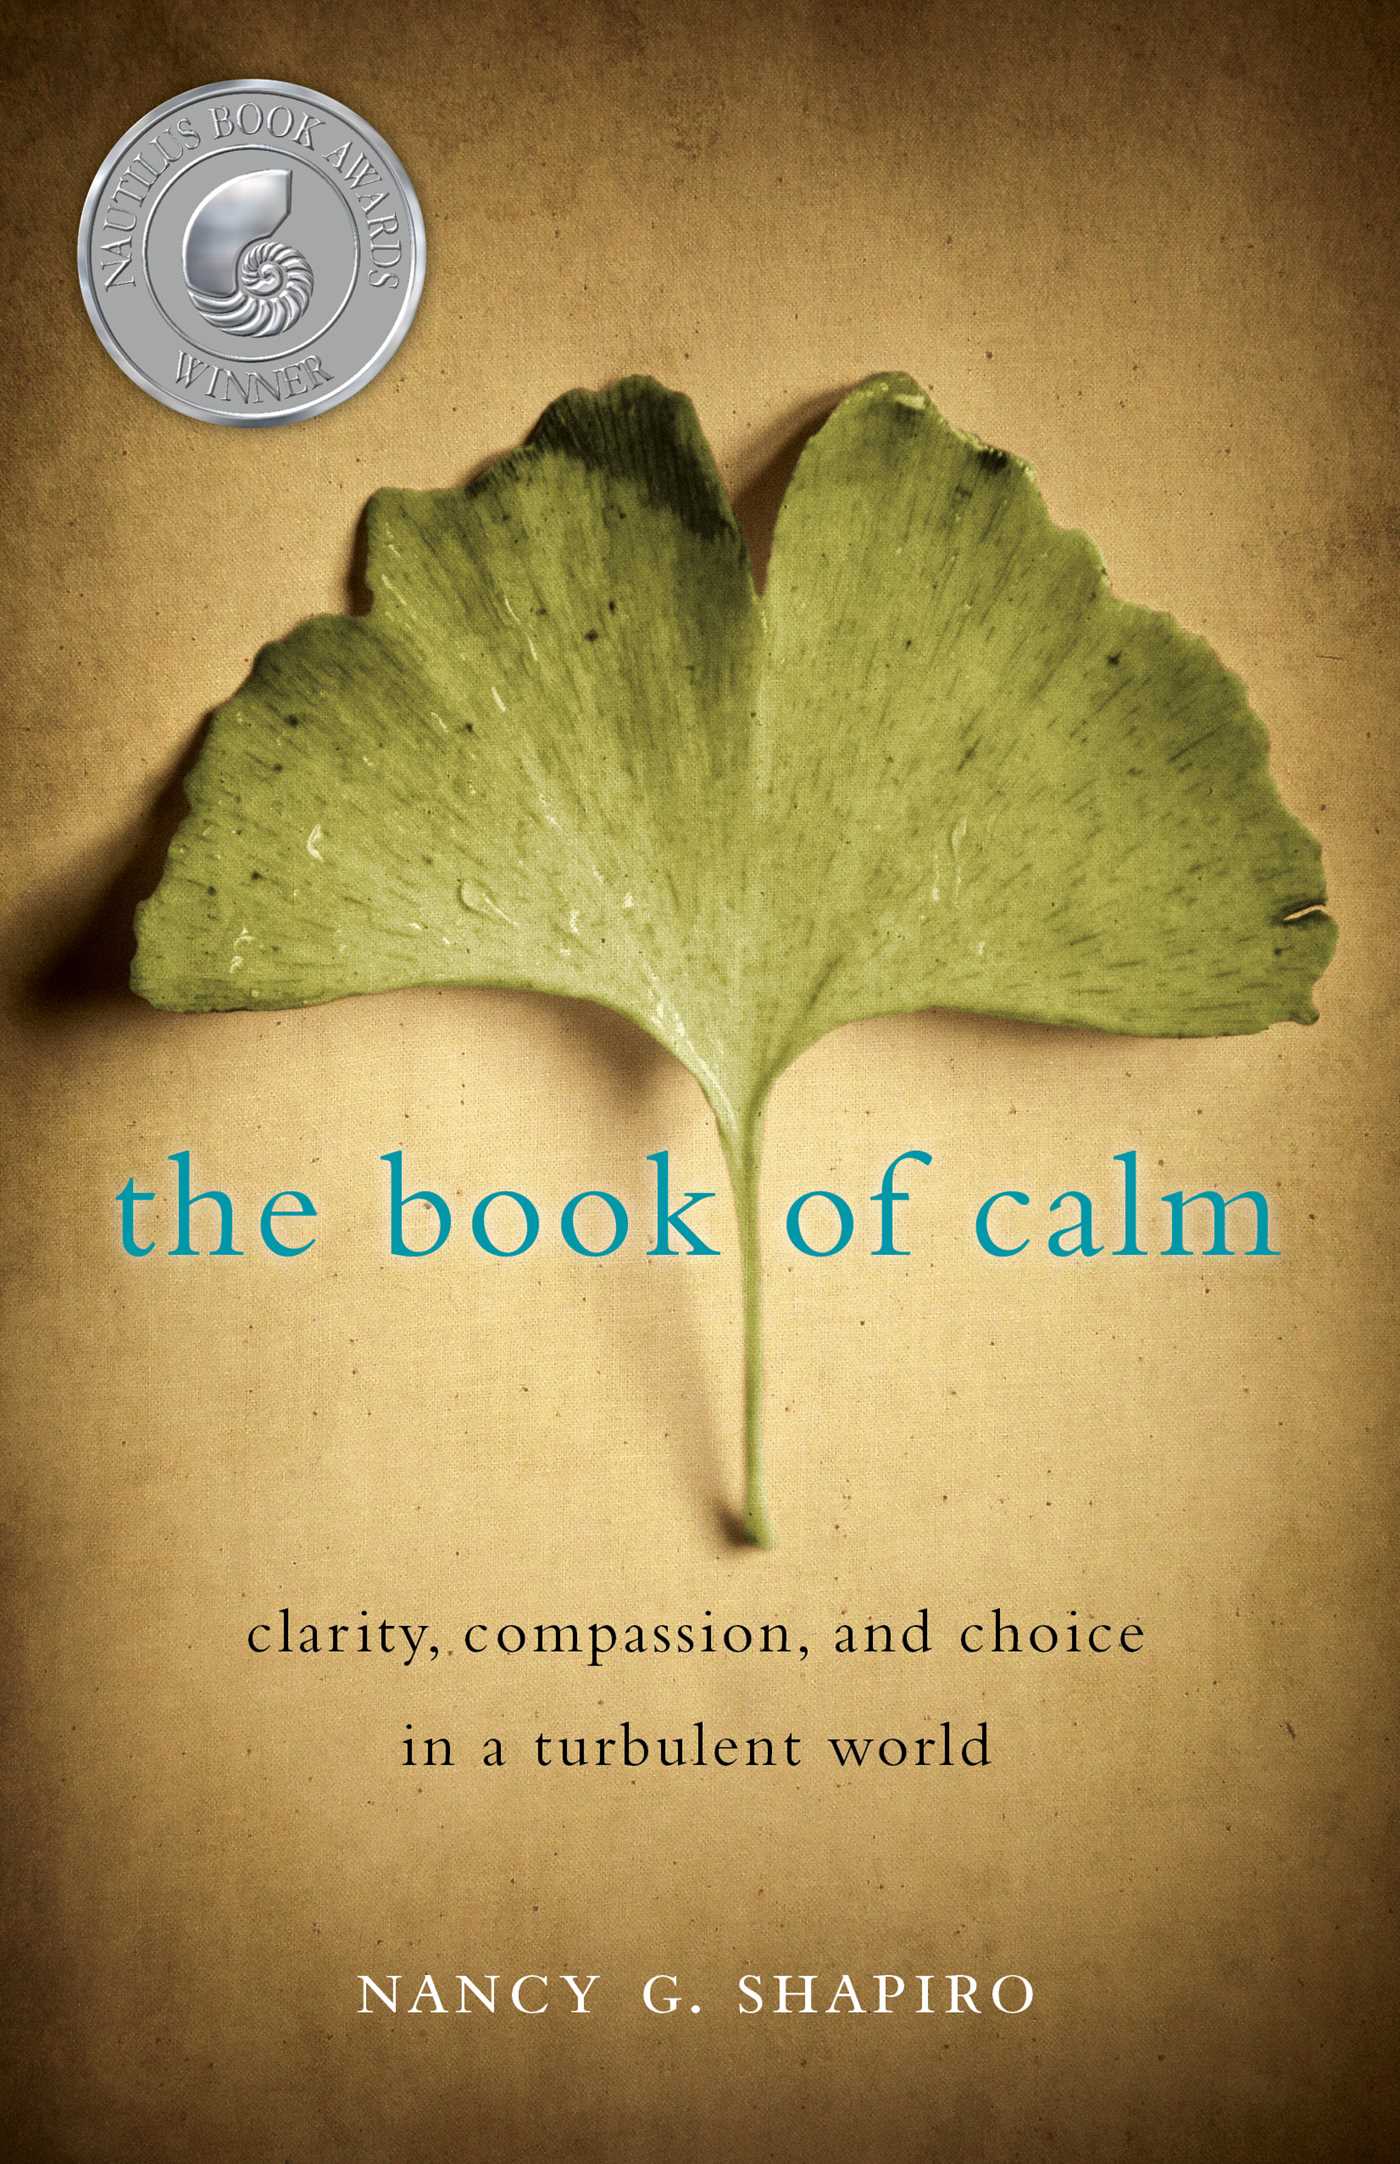 NAUTILUS BOOK AWARDS
WINNER
the book of calm
clarity, compassion, and choice
in a turbulent world
NANCY G. SHAPIRO